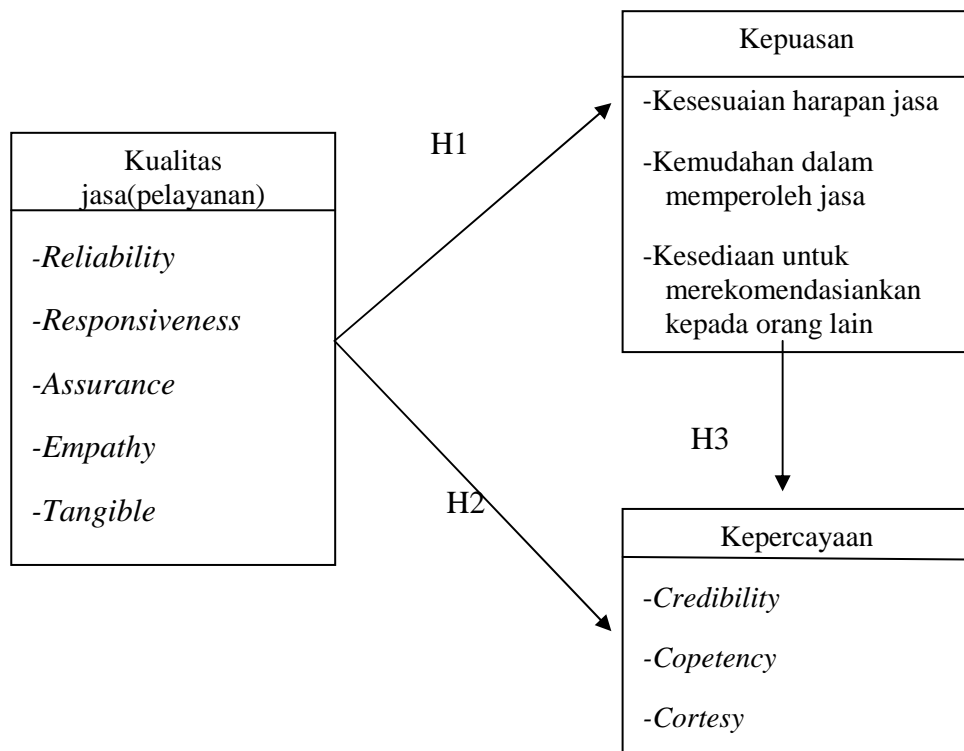 Kepuasan
-Kesesuaian harapan jasa
-Kemudahan dalam
memperoleh jasa
-Kesediaan untuk
merekomendasiankan
kepada orang lain
H1
Kualitas
jasa(pelayanan)
-Reliability
-Responsiveness
-Assurance
-Empathy
-Tangible
H3
H2
Kepercayaan
-Credibility
-Copetency
-Cortesy